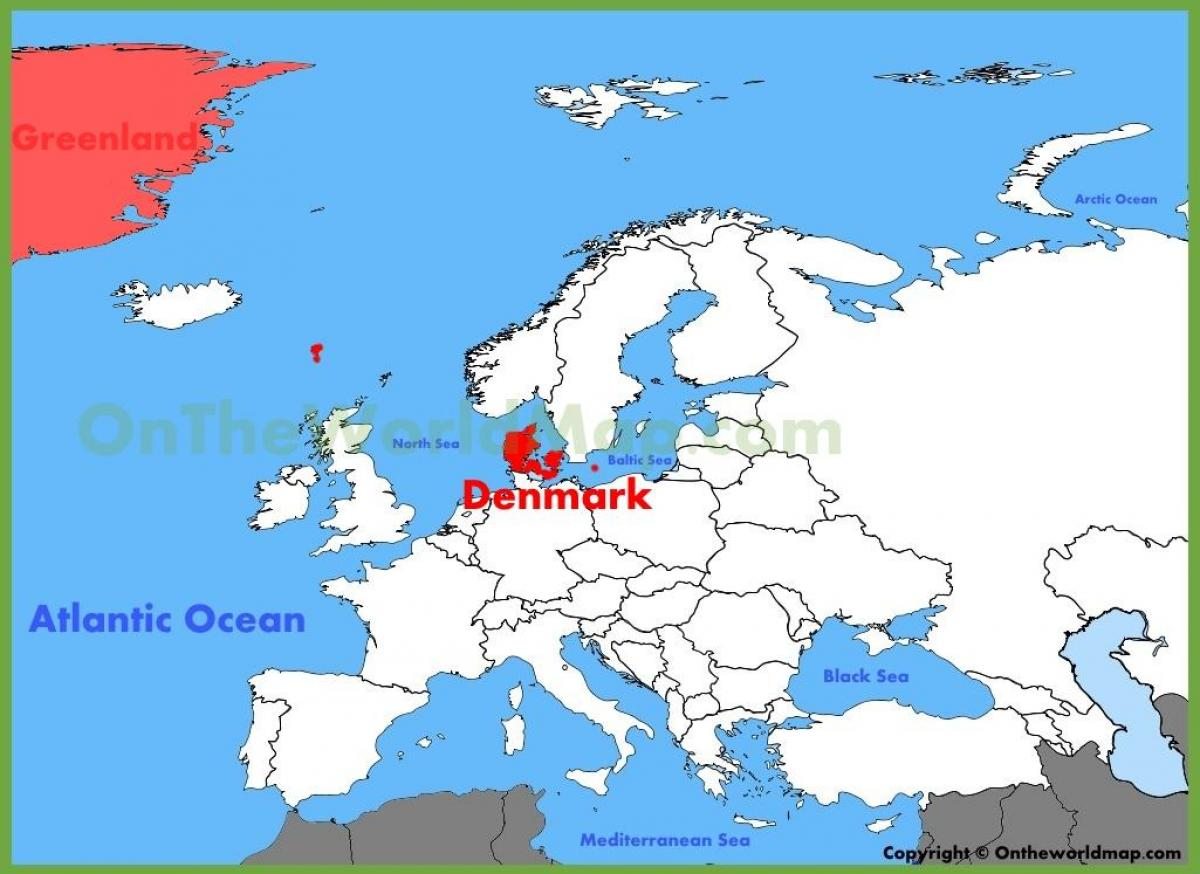 Greenland
Arctic Ocean
OnTheWorldMap.com
North Sea
Baltic Sea
Denmark
Atlantic Ocean
Black Sea
Mediterranean Sea
Copyright © Ontheworldmap.com